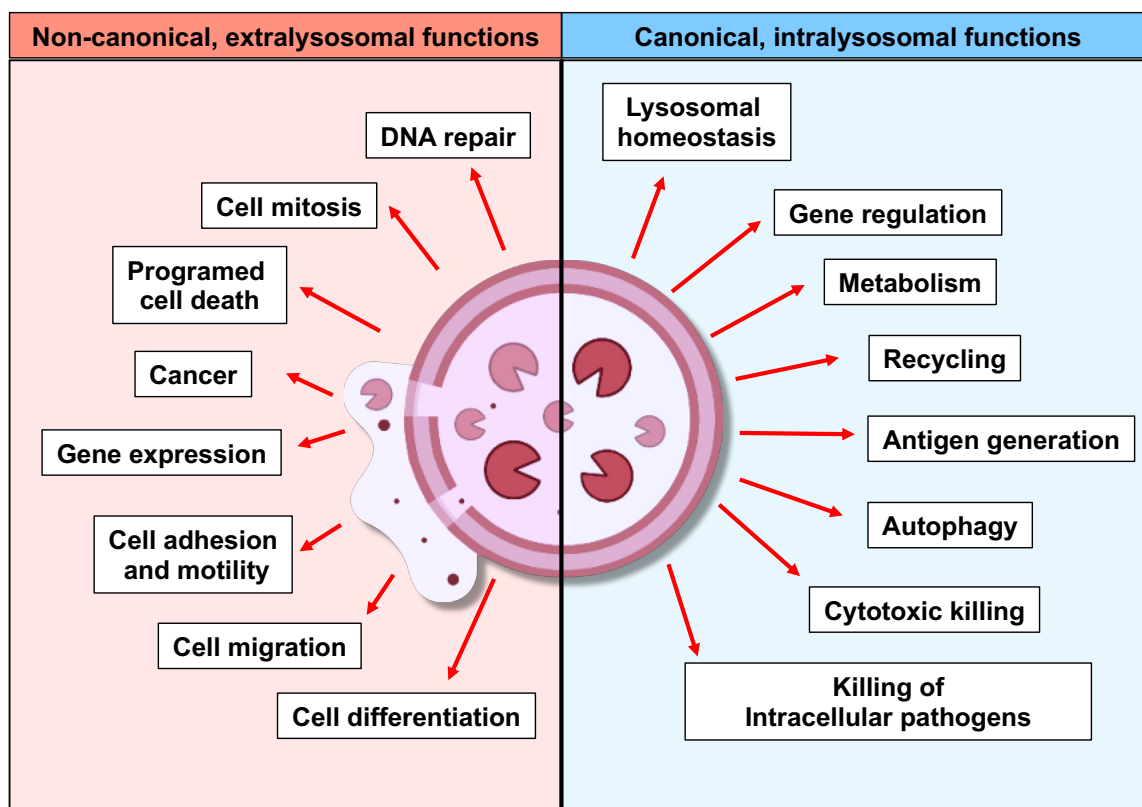 Non-canonical, extralysosomal functions
Canonical, intralysosomal functions
DNA repair
Cell mitosis
Programed
cell death
Cancer
Gene expression
Cell adhesion
and motility
Cell migration
Cell differentiation
Lysosomal
homeostasis
Gene regulation
Metabolism
Recycling
Antigen generation
Autophagy
Cytotoxic killing
Killing of
Intracellular pathogens